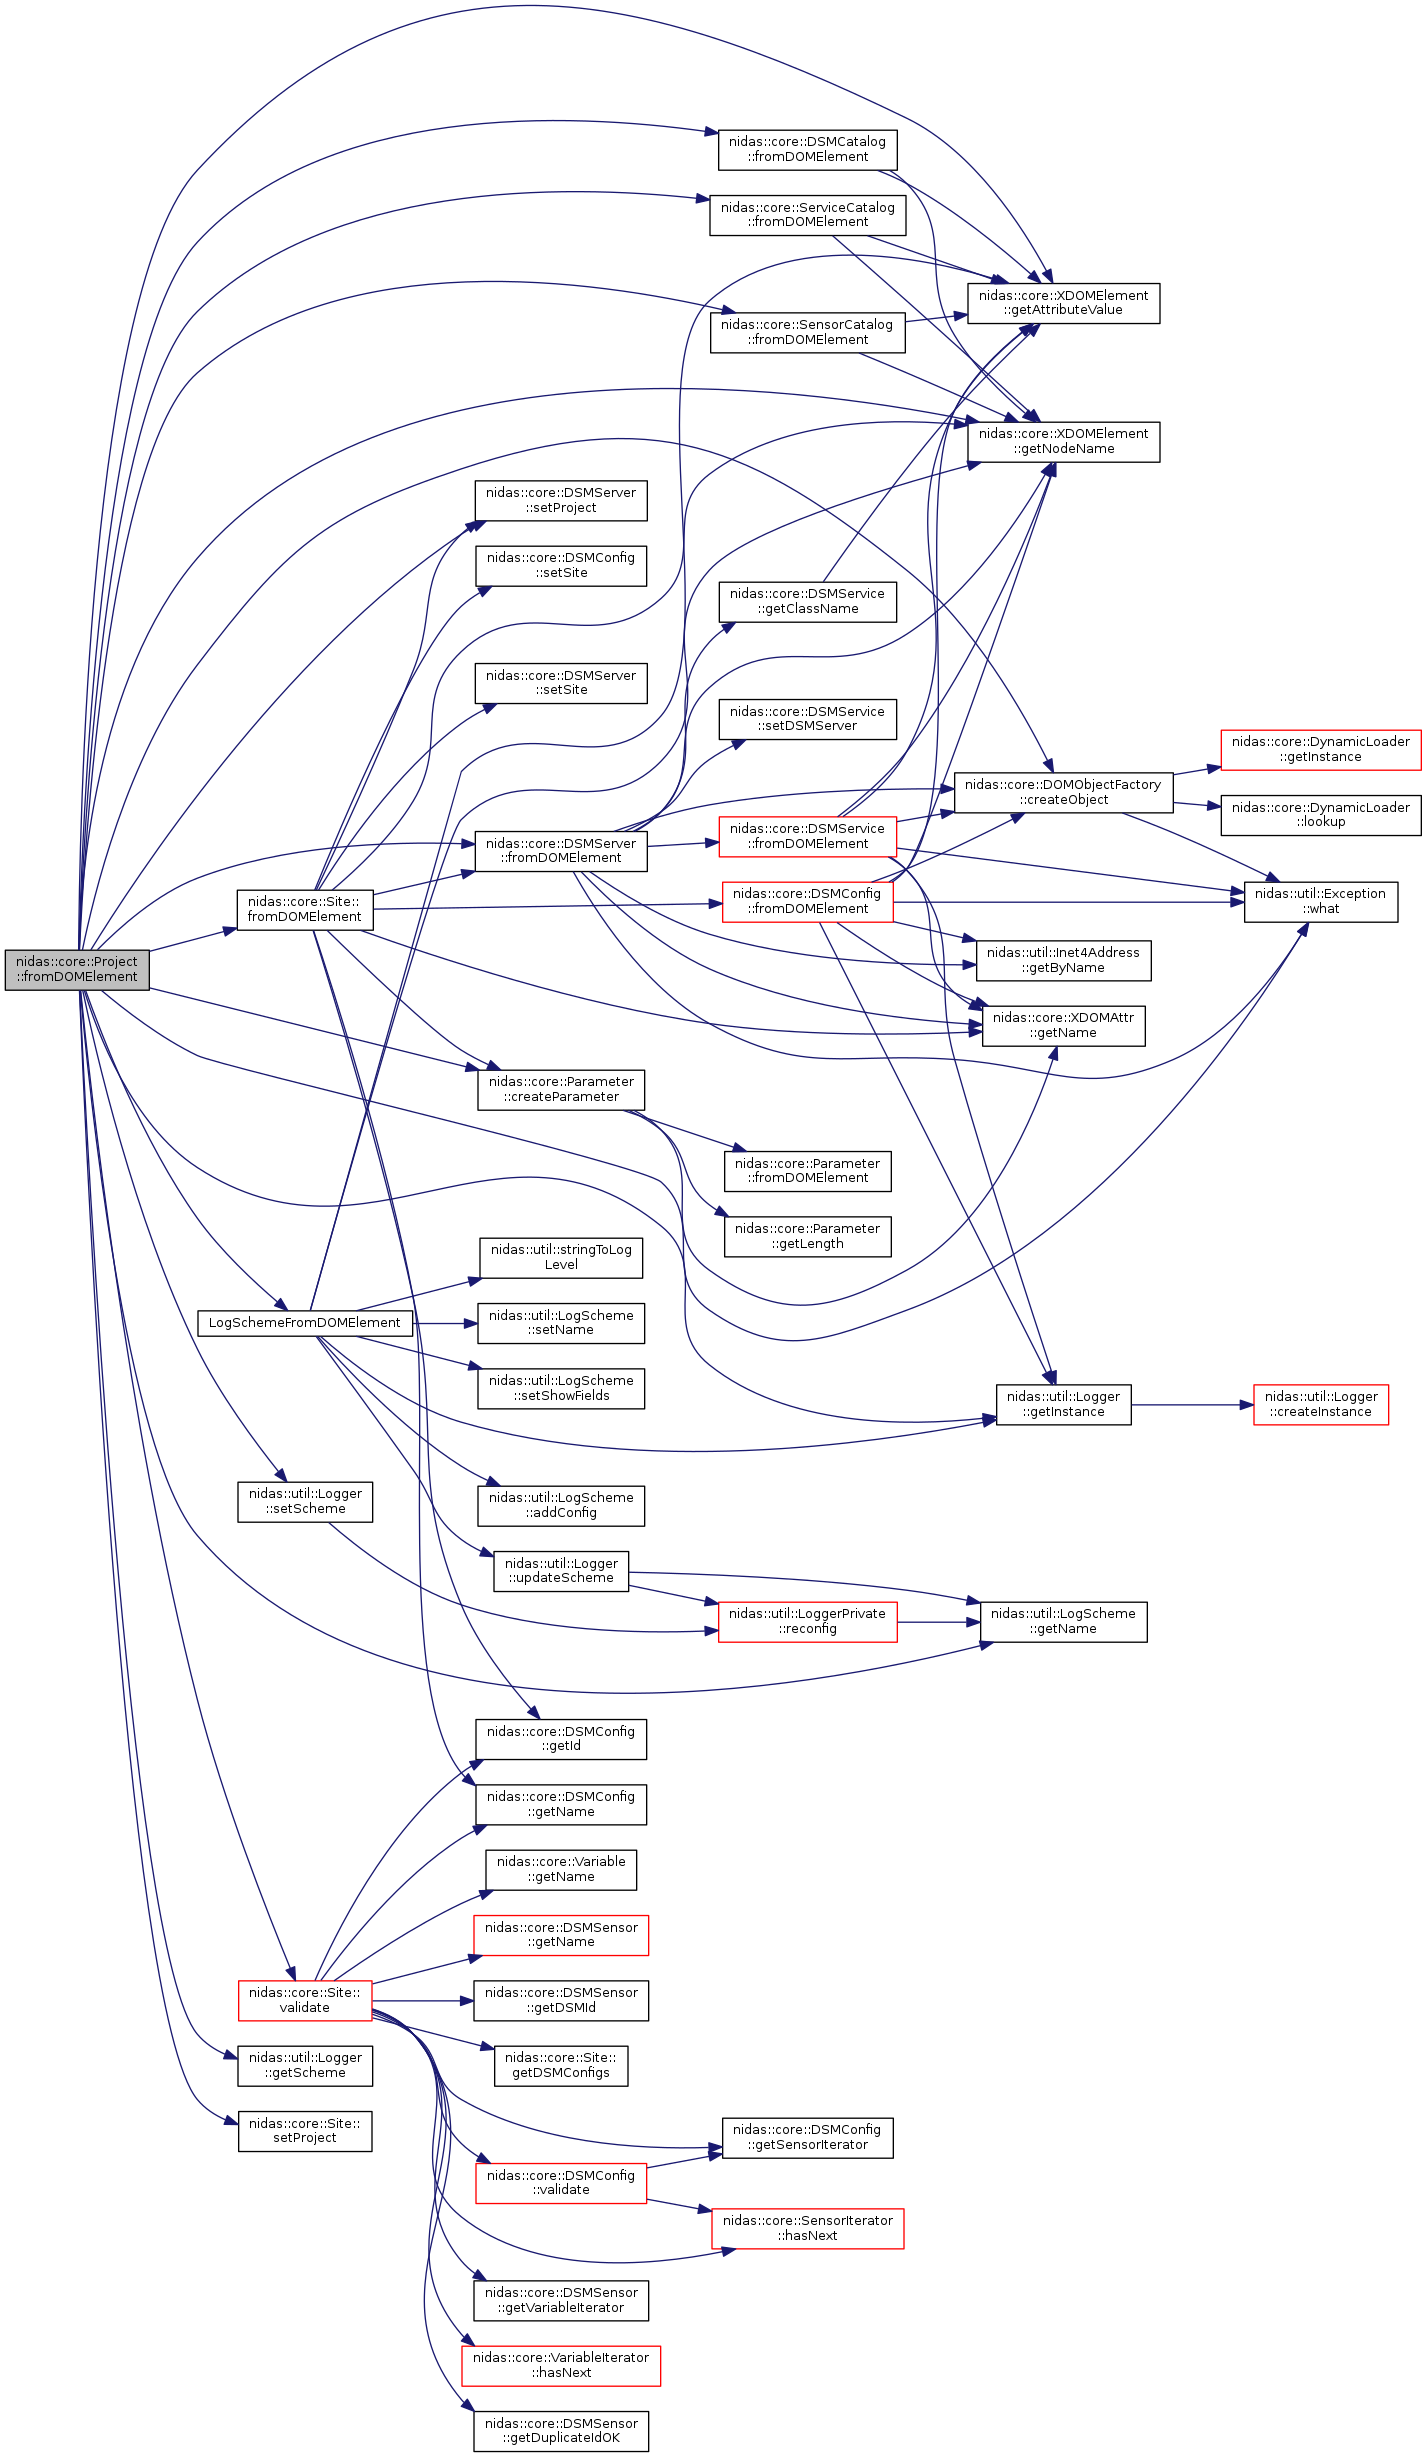 nidas::core::DSMCatalog
::fromDOMElement
nidas::core::ServiceCatalog
::fromDOMElement
nidas::core::XDOMElement
::getAttributeValue
nidas::core::SensorCatalog
::fromDOMElement
nidas::core::XDOMElement
::getNodeName
nidas::core::DSMServer
::setProject
nidas::core::DSMConfig
::setSite
nidas::core::DSMService
::getClassName
nidas::core::DSMServer
::setSite
nidas::core::DSMService
::setDSMServer
nidas::core::DynamicLoader
::getInstance
nidas::core::DOMObjectFactory
::createObject
nidas::core::DynamicLoader
::lookup
nidas::core::DSMService
::fromDOMElement
nidas::core::DSMServer
::fromDOMElement
nidas::core::DSMConfig
::fromDOMElement
nidas::util::Exception
::what
nidas::core::Site::
fromDOMElement
nidas::util::Inet4Address
::getByName
nidas::core::Project
::fromDOMElement
nidas::core::XDOMAttr
::getName
nidas::core::Parameter
::createParameter
nidas::core::Parameter
::fromDOMElement
nidas::core::Parameter
::getLength
nidas::util::stringToLog
Level
LogSchemeFromDOMElement
nidas::util::LogScheme
::setName
nidas::util::LogScheme
::setShowFields
nidas::util::Logger
::getInstance
nidas::util::Logger
::createInstance
nidas::util::Logger
::setScheme
nidas::util::LogScheme
::addConfig
nidas::util::Logger
::updateScheme
nidas::util::LoggerPrivate
::reconfig
nidas::util::LogScheme
::getName
nidas::core::DSMConfig
::getId
nidas::core::DSMConfig
::getName
nidas::core::Variable
::getName
nidas::core::DSMSensor
::getName
nidas::core::Site::
validate
nidas::core::DSMSensor
::getDSMId
nidas::util::Logger
::getScheme
nidas::core::Site::
getDSMConfigs
nidas::core::Site::
setProject
nidas::core::DSMConfig
::getSensorIterator
nidas::core::DSMConfig
::validate
nidas::core::SensorIterator
::hasNext
nidas::core::DSMSensor
::getVariableIterator
nidas::core::VariableIterator
::hasNext
nidas::core::DSMSensor
::getDuplicateIdOK